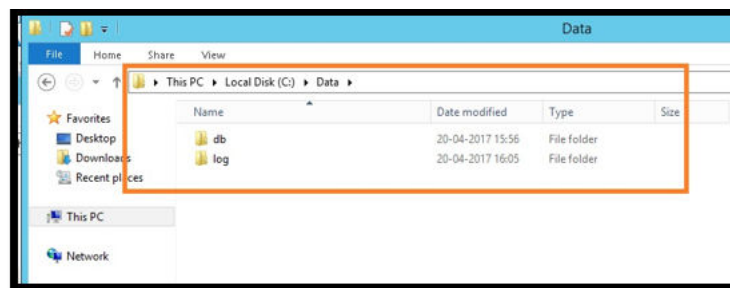 Data
File Home Share View
This PC Local Disk (C:) Data
Name Date modified Type Size
Favorites
Desktop
Downloads
Recent places
This PC
Network
db 20-04-2017 15:56 File folder
log 20-04-2017 16:05 File folder